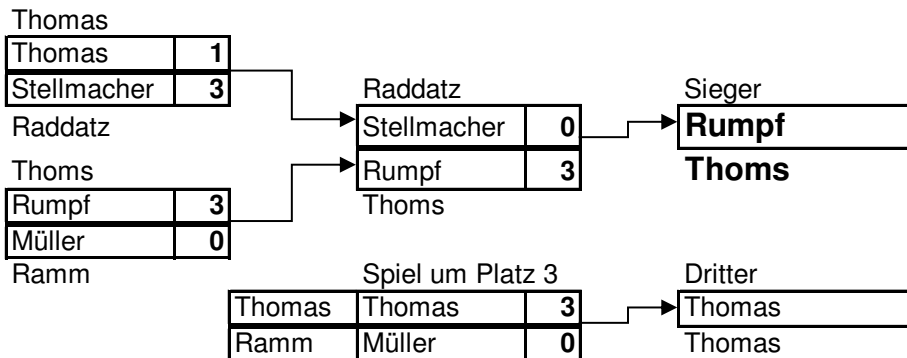 Thomas
Thomas 1
Stellmacher 3
Raddatz
Thoms
Rumpf 3
Müller 0
Ramm
Raddatz
Stellmacher 0
Rumpf 3
Thoms
Sieger
Rumpf
Thoms
Spiel um Platz 3
Thomas Thomas 3
Ramm Müller 0
Dritter
Thomas
Thomas